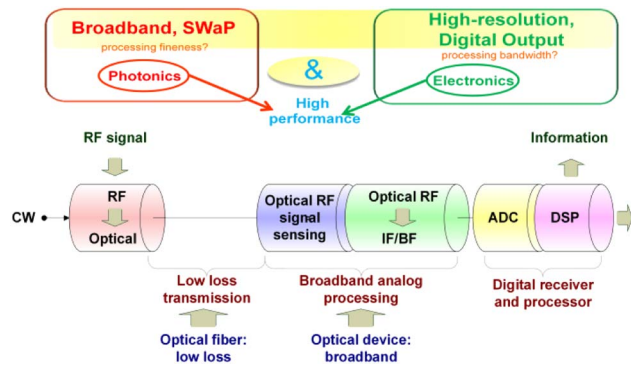 Broadband, SWaP
processing fineness?
Photonics
&
High
performance
High-resolution,
Digital Output
processing bandwidth?
Electronics
RF signal
Information
CW
RF
Optical
Optical RF
signal
sensing
Optical RF
IF/BF
ADC
DSP
Low loss
transmission
Broadband analog
processing
Digital receiver
and processor
Optical fiber:
low loss
Optical device:
broadband